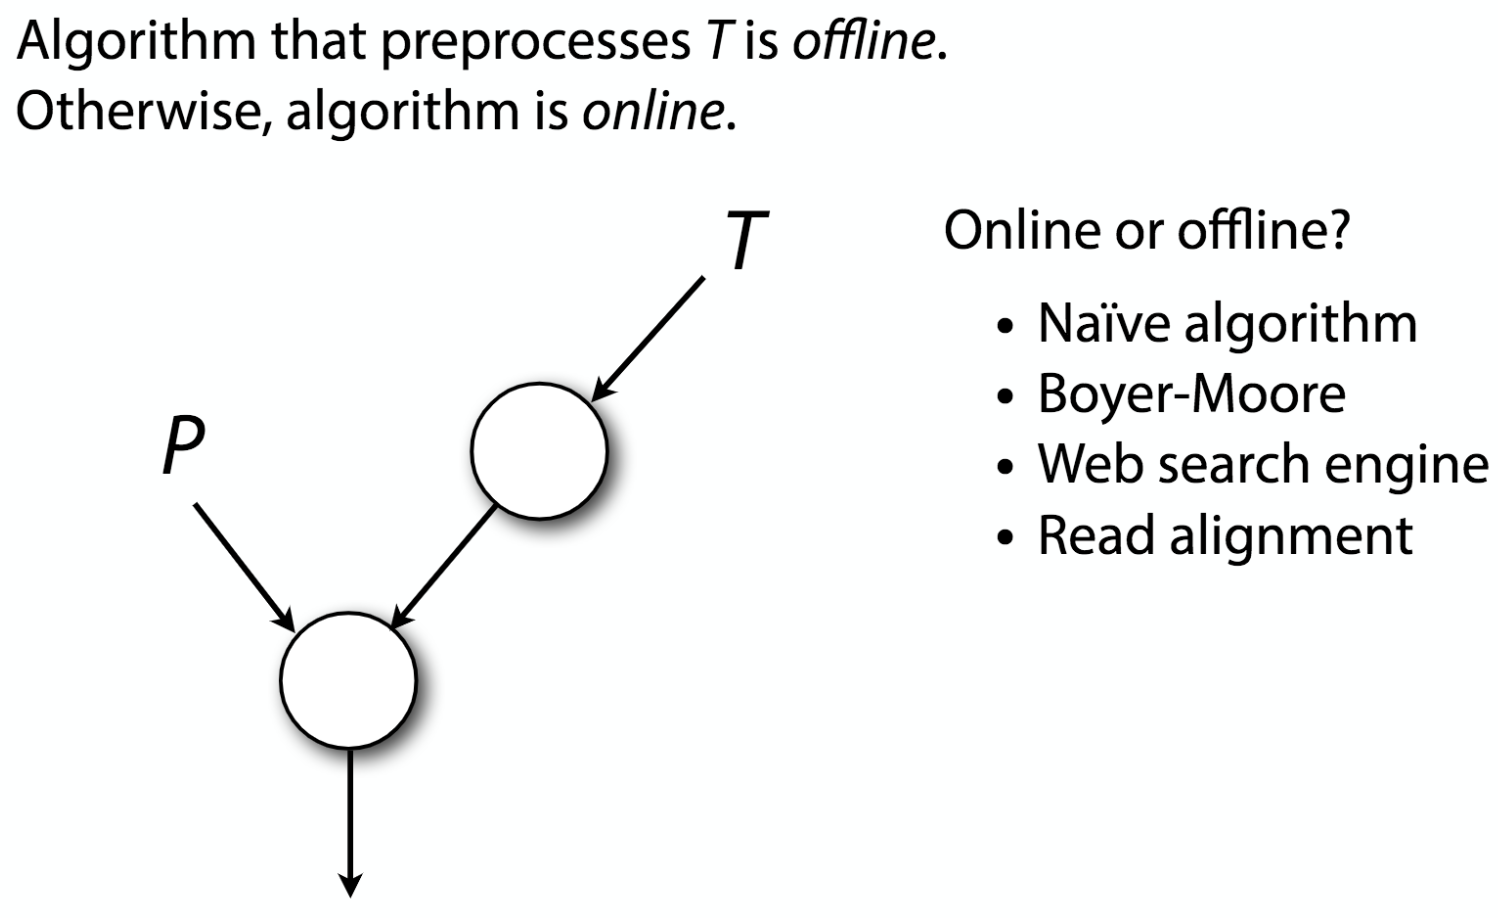 Algorithm that preprocesses T is offline.
Otherwise, algorithm is online.
T
P
Online or offline?
• Naïve algorithm
• Boyer-Moore
• Web search engine
• Read alignment